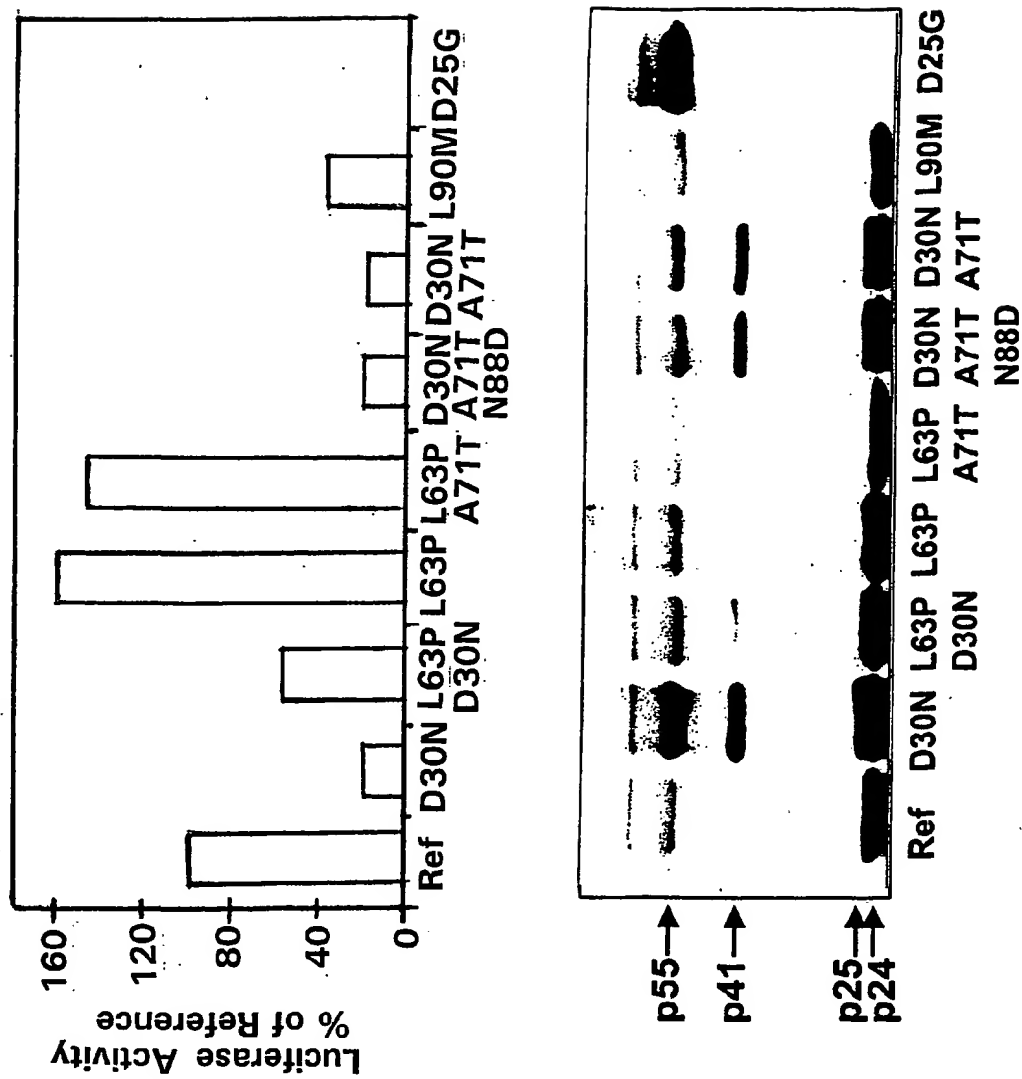 Luciferase Activity
% of Reference
160
120
80
40
0
Ref D30N L63P L63P L63P D30N D30N L90M D25G
D30N A71T A71T A71T
N88D
p55
p41
p25
p24
Ref D30N L63P L63P L63P D30N D30N L90M D25G
D30N A71T A71T A71T
N88D